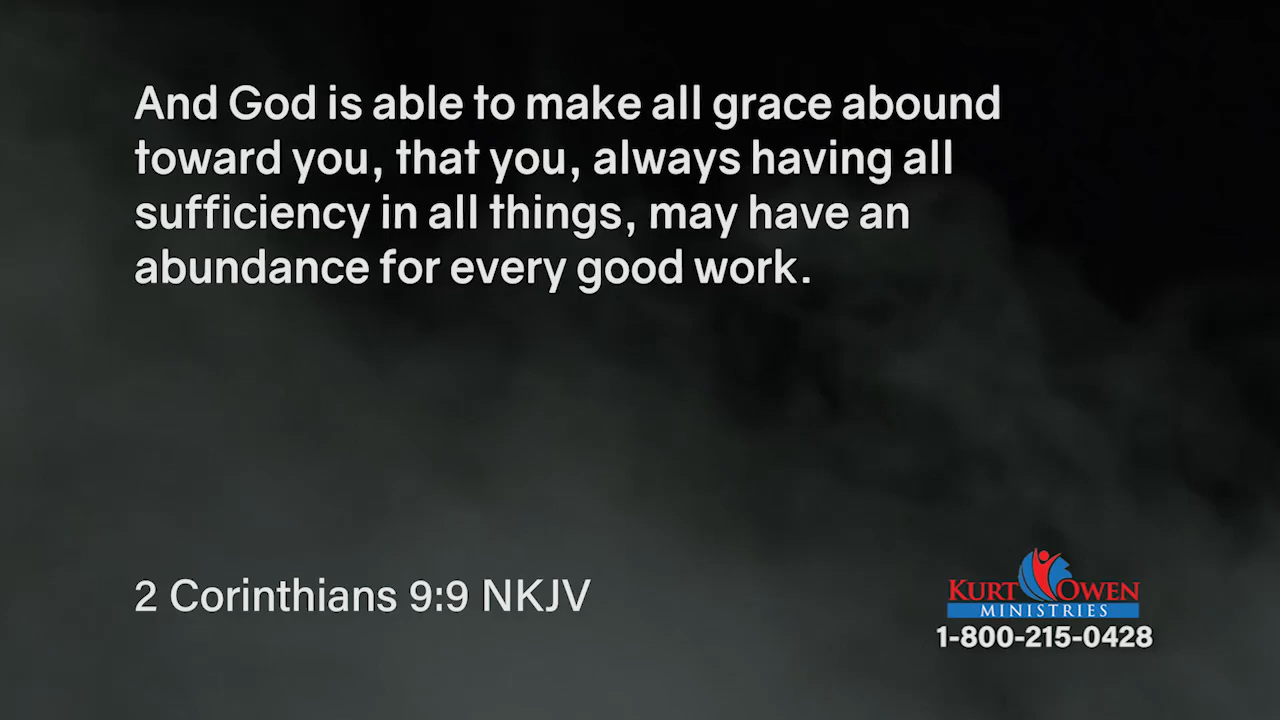 And God is able to make all grace abound
toward you, that you, always having all
sufficiency in all things, may have an
abundance for every good work.
2 Corinthians 9:9 NKJV
KURT OWEN
MINISTRIES
1-800-215-0428